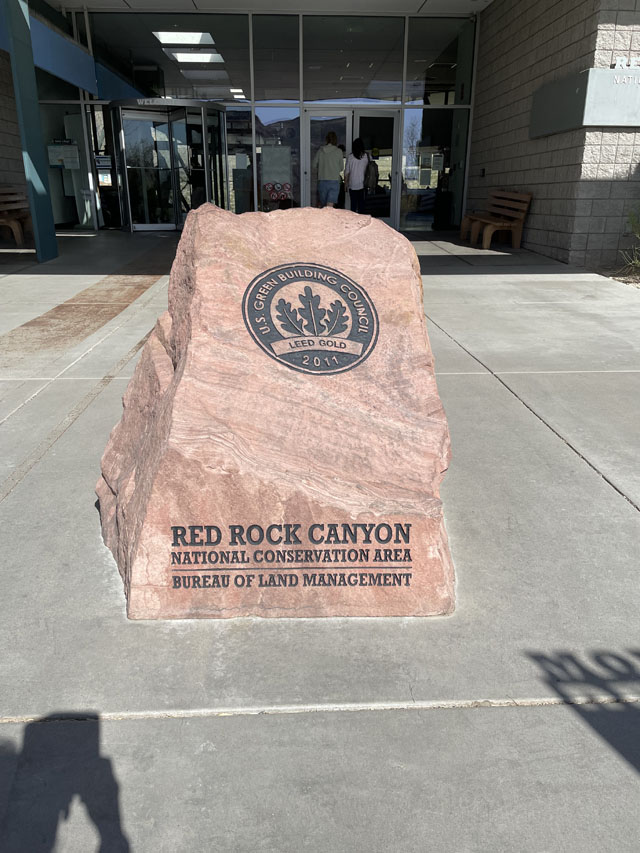 U.S. GREEN BUILDING COUNCIL
LEED GOLD
2011
RED ROCK CANYON
NATIONAL CONSERVATION AREA
BUREAU OF LAND MANAGEMENT